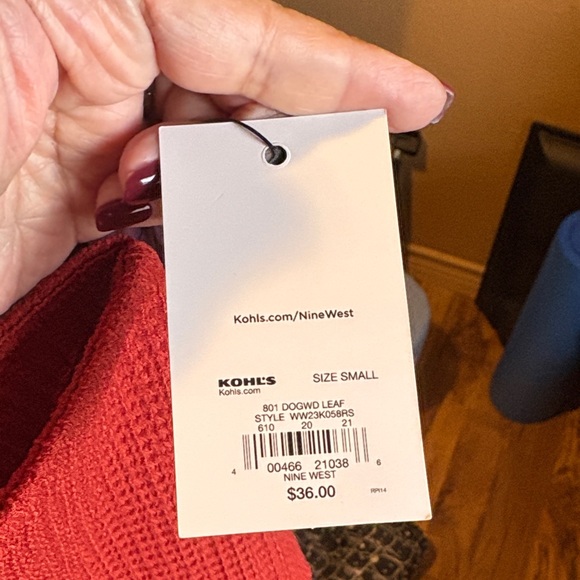 Kohls.com/NineWest
KOHL'S SIZE SMALL
Kohls.com
801 DOGWD LEAF
STYLE WW23K058RS
610 20 21
4 00466 21038 6
NINE WEST
$36.00 RPI14